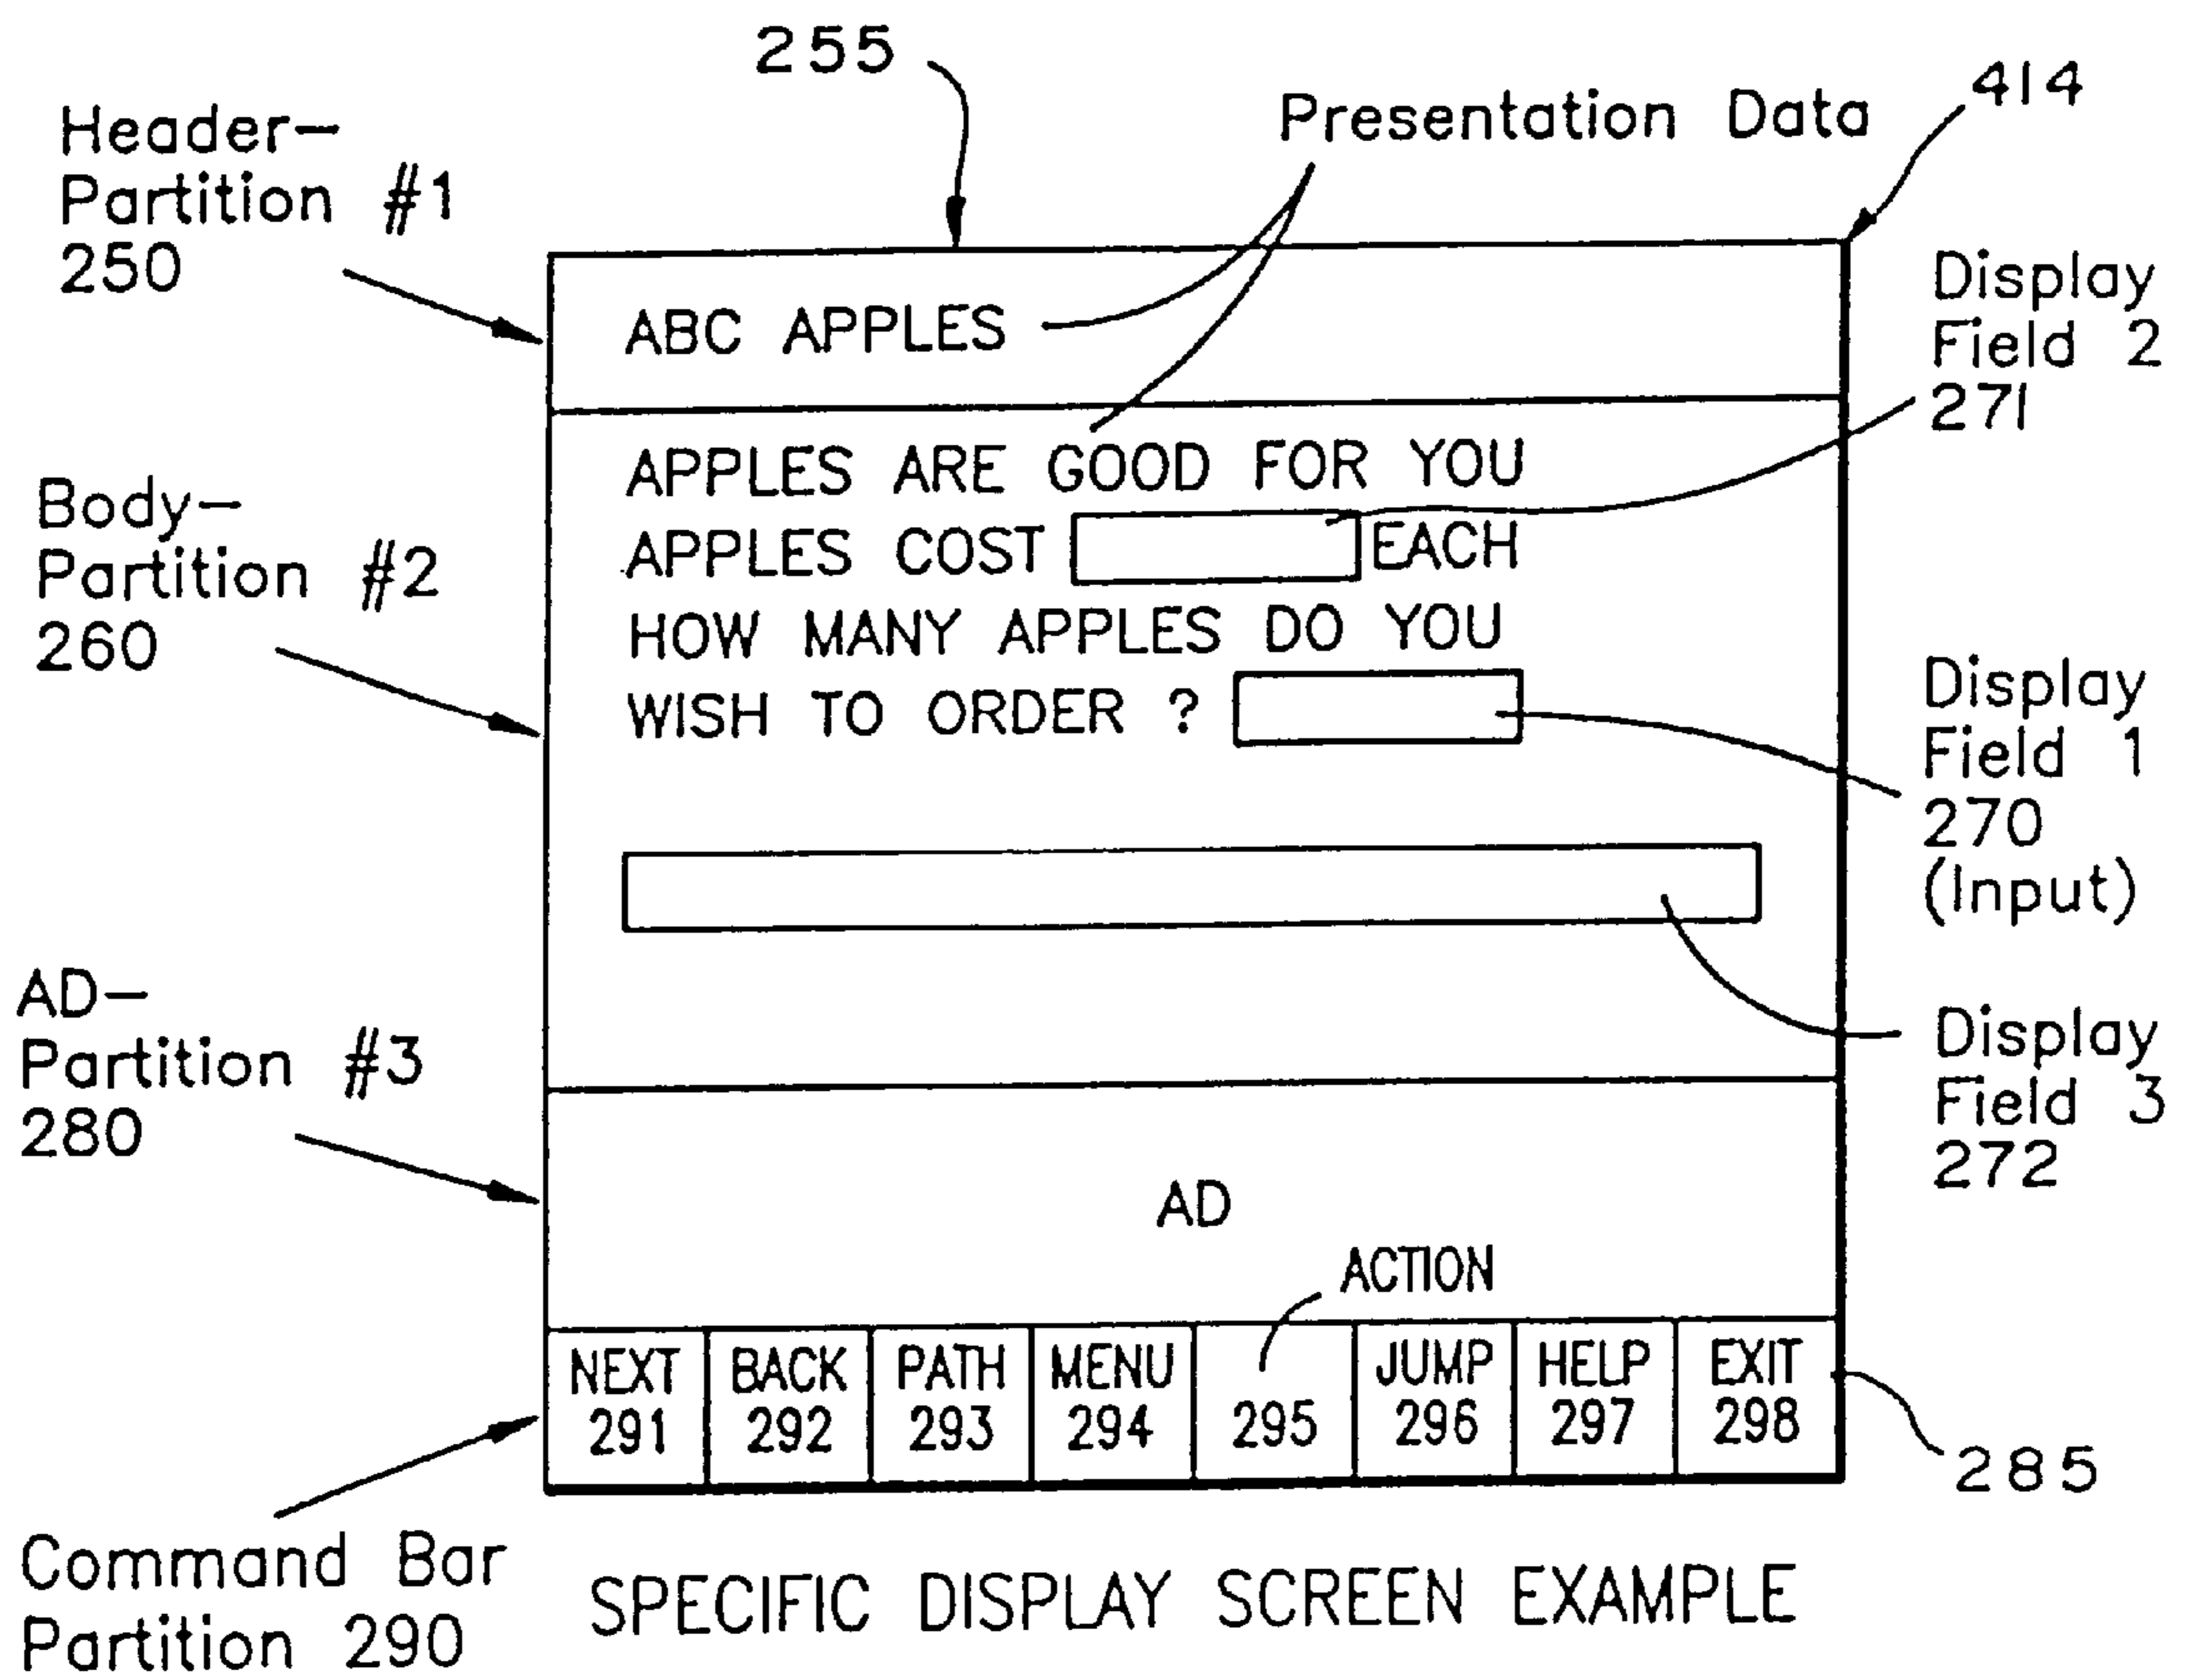 255
414
Presentation Data
Header–
Partition #1
250
ABC APPLES
Display
Field 2
271
Body–
Partition #2
260
APPLES ARE GOOD FOR YOU
APPLES COST EACH
HOW MANY APPLES DO YOU
WISH TO ORDER ?
Display
Field 1
270
(Input)
AD–
Partition #3
280
Display
Field 3
272
AD
ACTION
NEXT BACK PATH MENU JUMP HELP EXIT
291 292 293 294 295 296 297 298
285
Command Bar
Partition 290
SPECIFIC DISPLAY SCREEN EXAMPLE